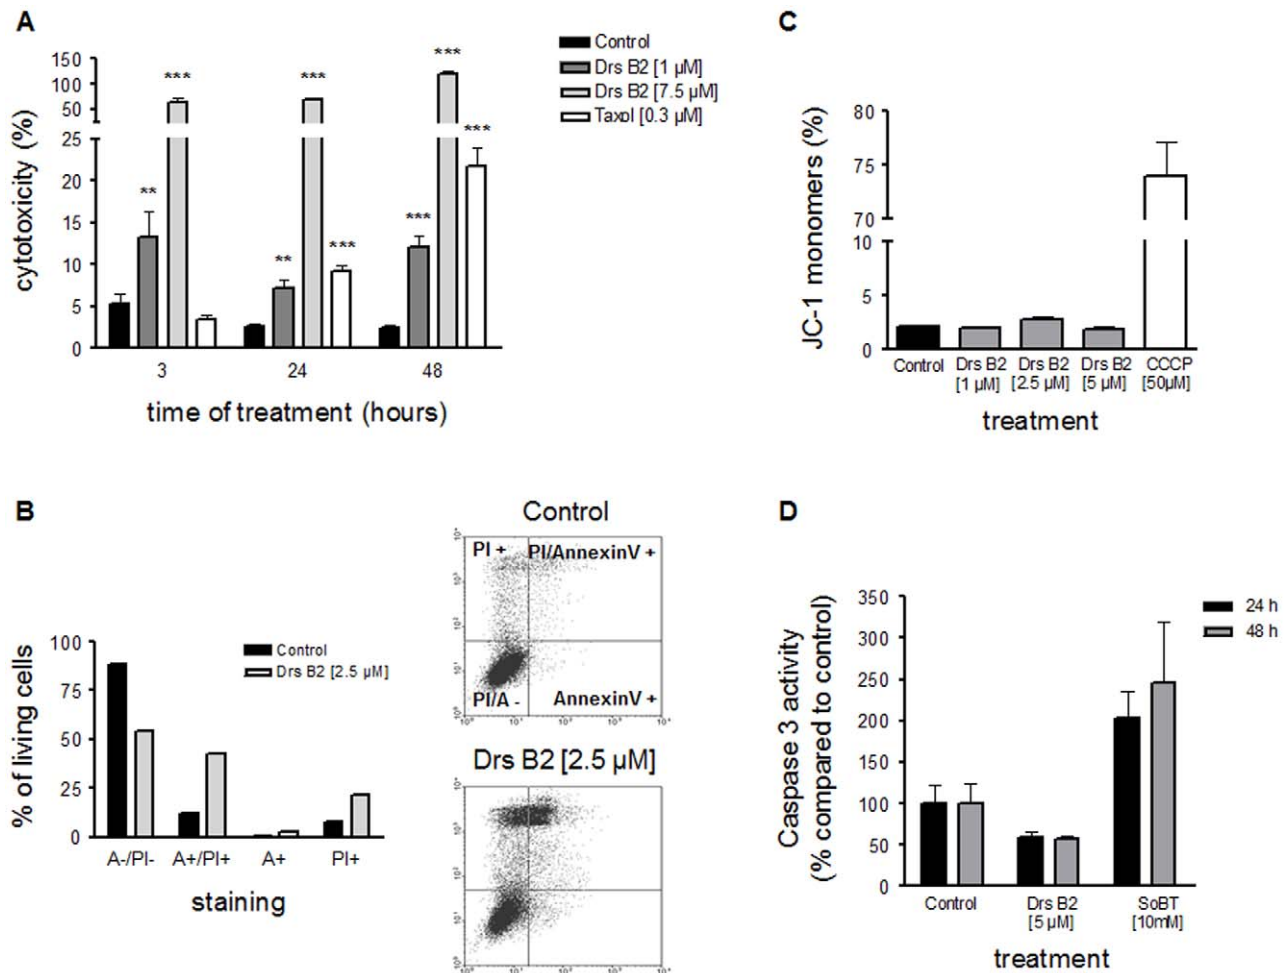 A
cytotoxicity (%)
150
100
50
25
20
15
10
5
0
**
***
**
***
***
***
***
***
3
24
48
time of treatment (hours)
Control
Drs B2 [1 µM]
Drs B2 [7.5 µM]
Taxol [0.3 µM]
C
JC-1 monomers (%)
80
75
70
10
5
0
Control
Drs B2
[1 µM]
Drs B2
[2.5 µM]
Drs B2
[5 µM]
CCCP
[50µM]
treatment
B
% of living cells
100
75
50
25
0
Control
Drs B2 [2.5 µM]
A-/PI-
A+/PI+
A+
PI+
staining
Control
PI +
PI/AnnexinV +
PI/A -
AnnexinV +
Drs B2 [2.5 µM]
D
Caspase 3 activity
(% compared to control)
350
300
250
200
150
100
50
0
24 h
48 h
Control
Drs B2
[5 µM]
SoBT
[10mM]
treatment